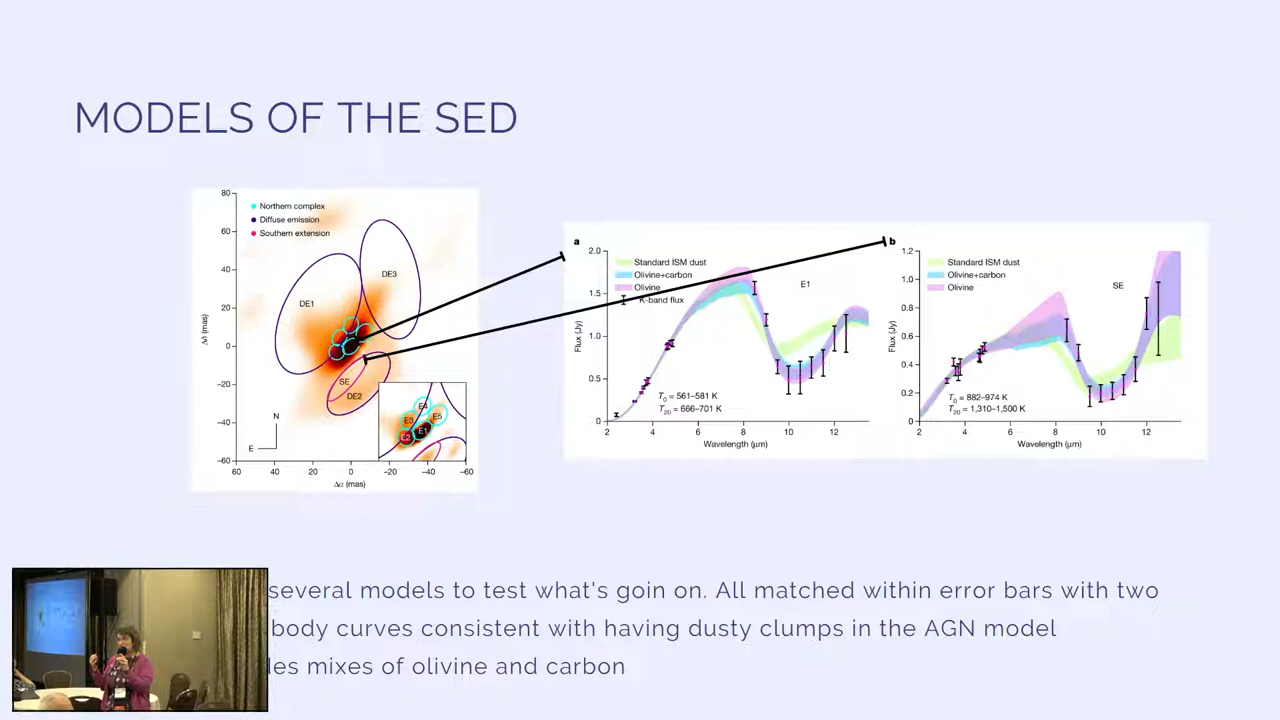 MODELS OF THE SED
80
60
40
20
0
−20
−40
−60
Δδ (mas)
Northern complex
Diffuse emission
Southern extension
DE1
DE3
SE
DE2
N
E
E4
E3
E5
E2
E1
60 40 20 0 −20 −40 −60
Δα (mas)
a
2.0
1.5
1.0
0.5
0
Flux (Jy)
Standard ISM dust
Olivine+carbon
Olivine
K-band flux
E1
T0 = 561–581 K
T20 = 666–701 K
2 4 6 8 10 12
Wavelength (μm)
b
1.2
1.0
0.8
0.6
0.4
0.2
0
Flux (Jy)
Standard ISM dust
Olivine+carbon
Olivine
SE
T0 = 882–974 K
T20 = 1,310–1,500 K
2 4 6 8 10 12
Wavelength (μm)
several models to test what's goin on. All matched within error bars with two
body curves consistent with having dusty clumps in the AGN model
mixes of olivine and carbon